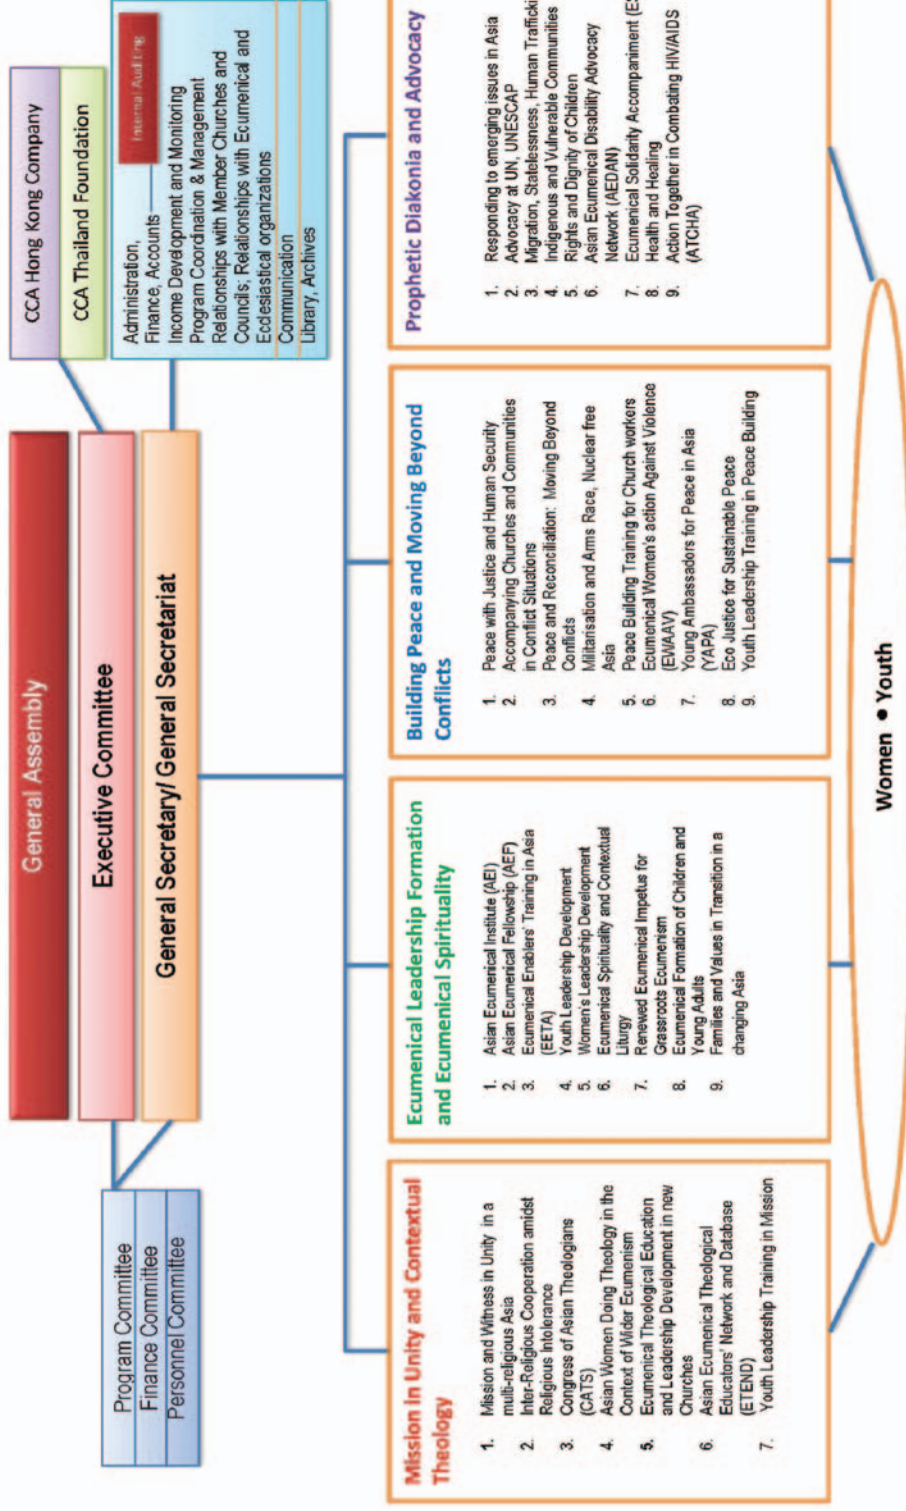 General Assembly
Executive Committee
General Secretary/ General Secretariat
Program Committee
Finance Committee
Personnel Committee
CCA Hong Kong Company
CCA Thailand Foundation
Administration,
Finance, Accounts
Internal Auditing
Income Development and Monitoring
Program Coordination & Management
Relationships with Member Churches and
Councils; Relationships with Ecumenical and
Ecclesiastical organizations
Communication
Library, Archives
Mission in Unity and Contextual
Theology
1. Mission and Witness in Unity in a
multi-religious Asia
2. Inter-Religious Cooperation amidst
Religious Intolerance
3. Congress of Asian Theologians
(CATS)
4. Asian Women Doing Theology in the
Context of Wider Ecumenism
5. Ecumenical Theological Education
and Leadership Development in new
Churches
6. Asian Ecumenical Theological
Educators' Network and Database
(ETEND)
7. Youth Leadership Training in Mission
Ecumenical Leadership Formation
and Ecumenical Spirituality
1. Asian Ecumenical Institute (AEI)
2. Asian Ecumenical Fellowship (AEF)
3. Ecumenical Enablers' Training in Asia
(EETA)
4. Youth Leadership Development
5. Women's Leadership Development
6. Ecumenical Spirituality and Contextual
Liturgy
7. Renewed Ecumenical Impetus for
Grassroots Ecumenism
8. Ecumenical Formation of Children and
Young Adults
9. Families and Values in Transition in a
changing Asia
Building Peace and Moving Beyond
Conflicts
1. Peace with Justice and Human Security
2. Accompanying Churches and Communities
in Conflict Situations
3. Peace and Reconciliation: Moving Beyond
Conflicts
4. Militarisation and Arms Race, Nuclear free
Asia
5. Peace Building Training for Church workers
6. Ecumenical Women's action Against Violence
(EWAAV)
7. Young Ambassadors for Peace in Asia
(YAPA)
8. Eco Justice for Sustainable Peace
9. Youth Leadership Training in Peace Building
Prophetic Diakonia and Advocacy
1. Responding to emerging issues in Asia
2. Advocacy at UN, UNESCAP
3. Migration, Statelessness, Human
4. Indigenous and Vulnerable Communities
5. Rights and Dignity of Children
6. Asian Ecumenical Disability Advocacy
Network (AEDAN)
7. Ecumenical Solidarity Accompaniment
8. Health and Healing
9. Action Together in Combating HIV/AIDS
(ATCHA)
Women ● Youth